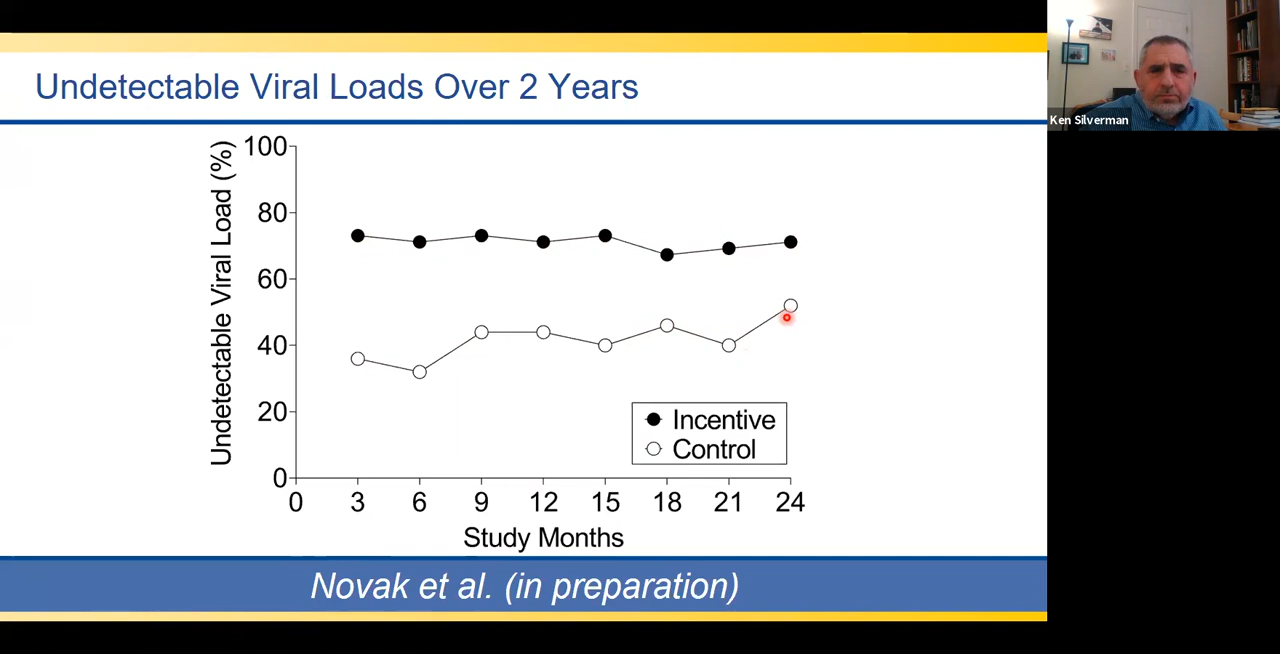 Undetectable Viral Loads Over 2 Years
Ken Silverman
Undetectable Viral Load (%)
100
80
60
40
20
0
0 3 6 9 12 15 18 21 24
Study Months
Incentive
Control
Novak et al. (in preparation)